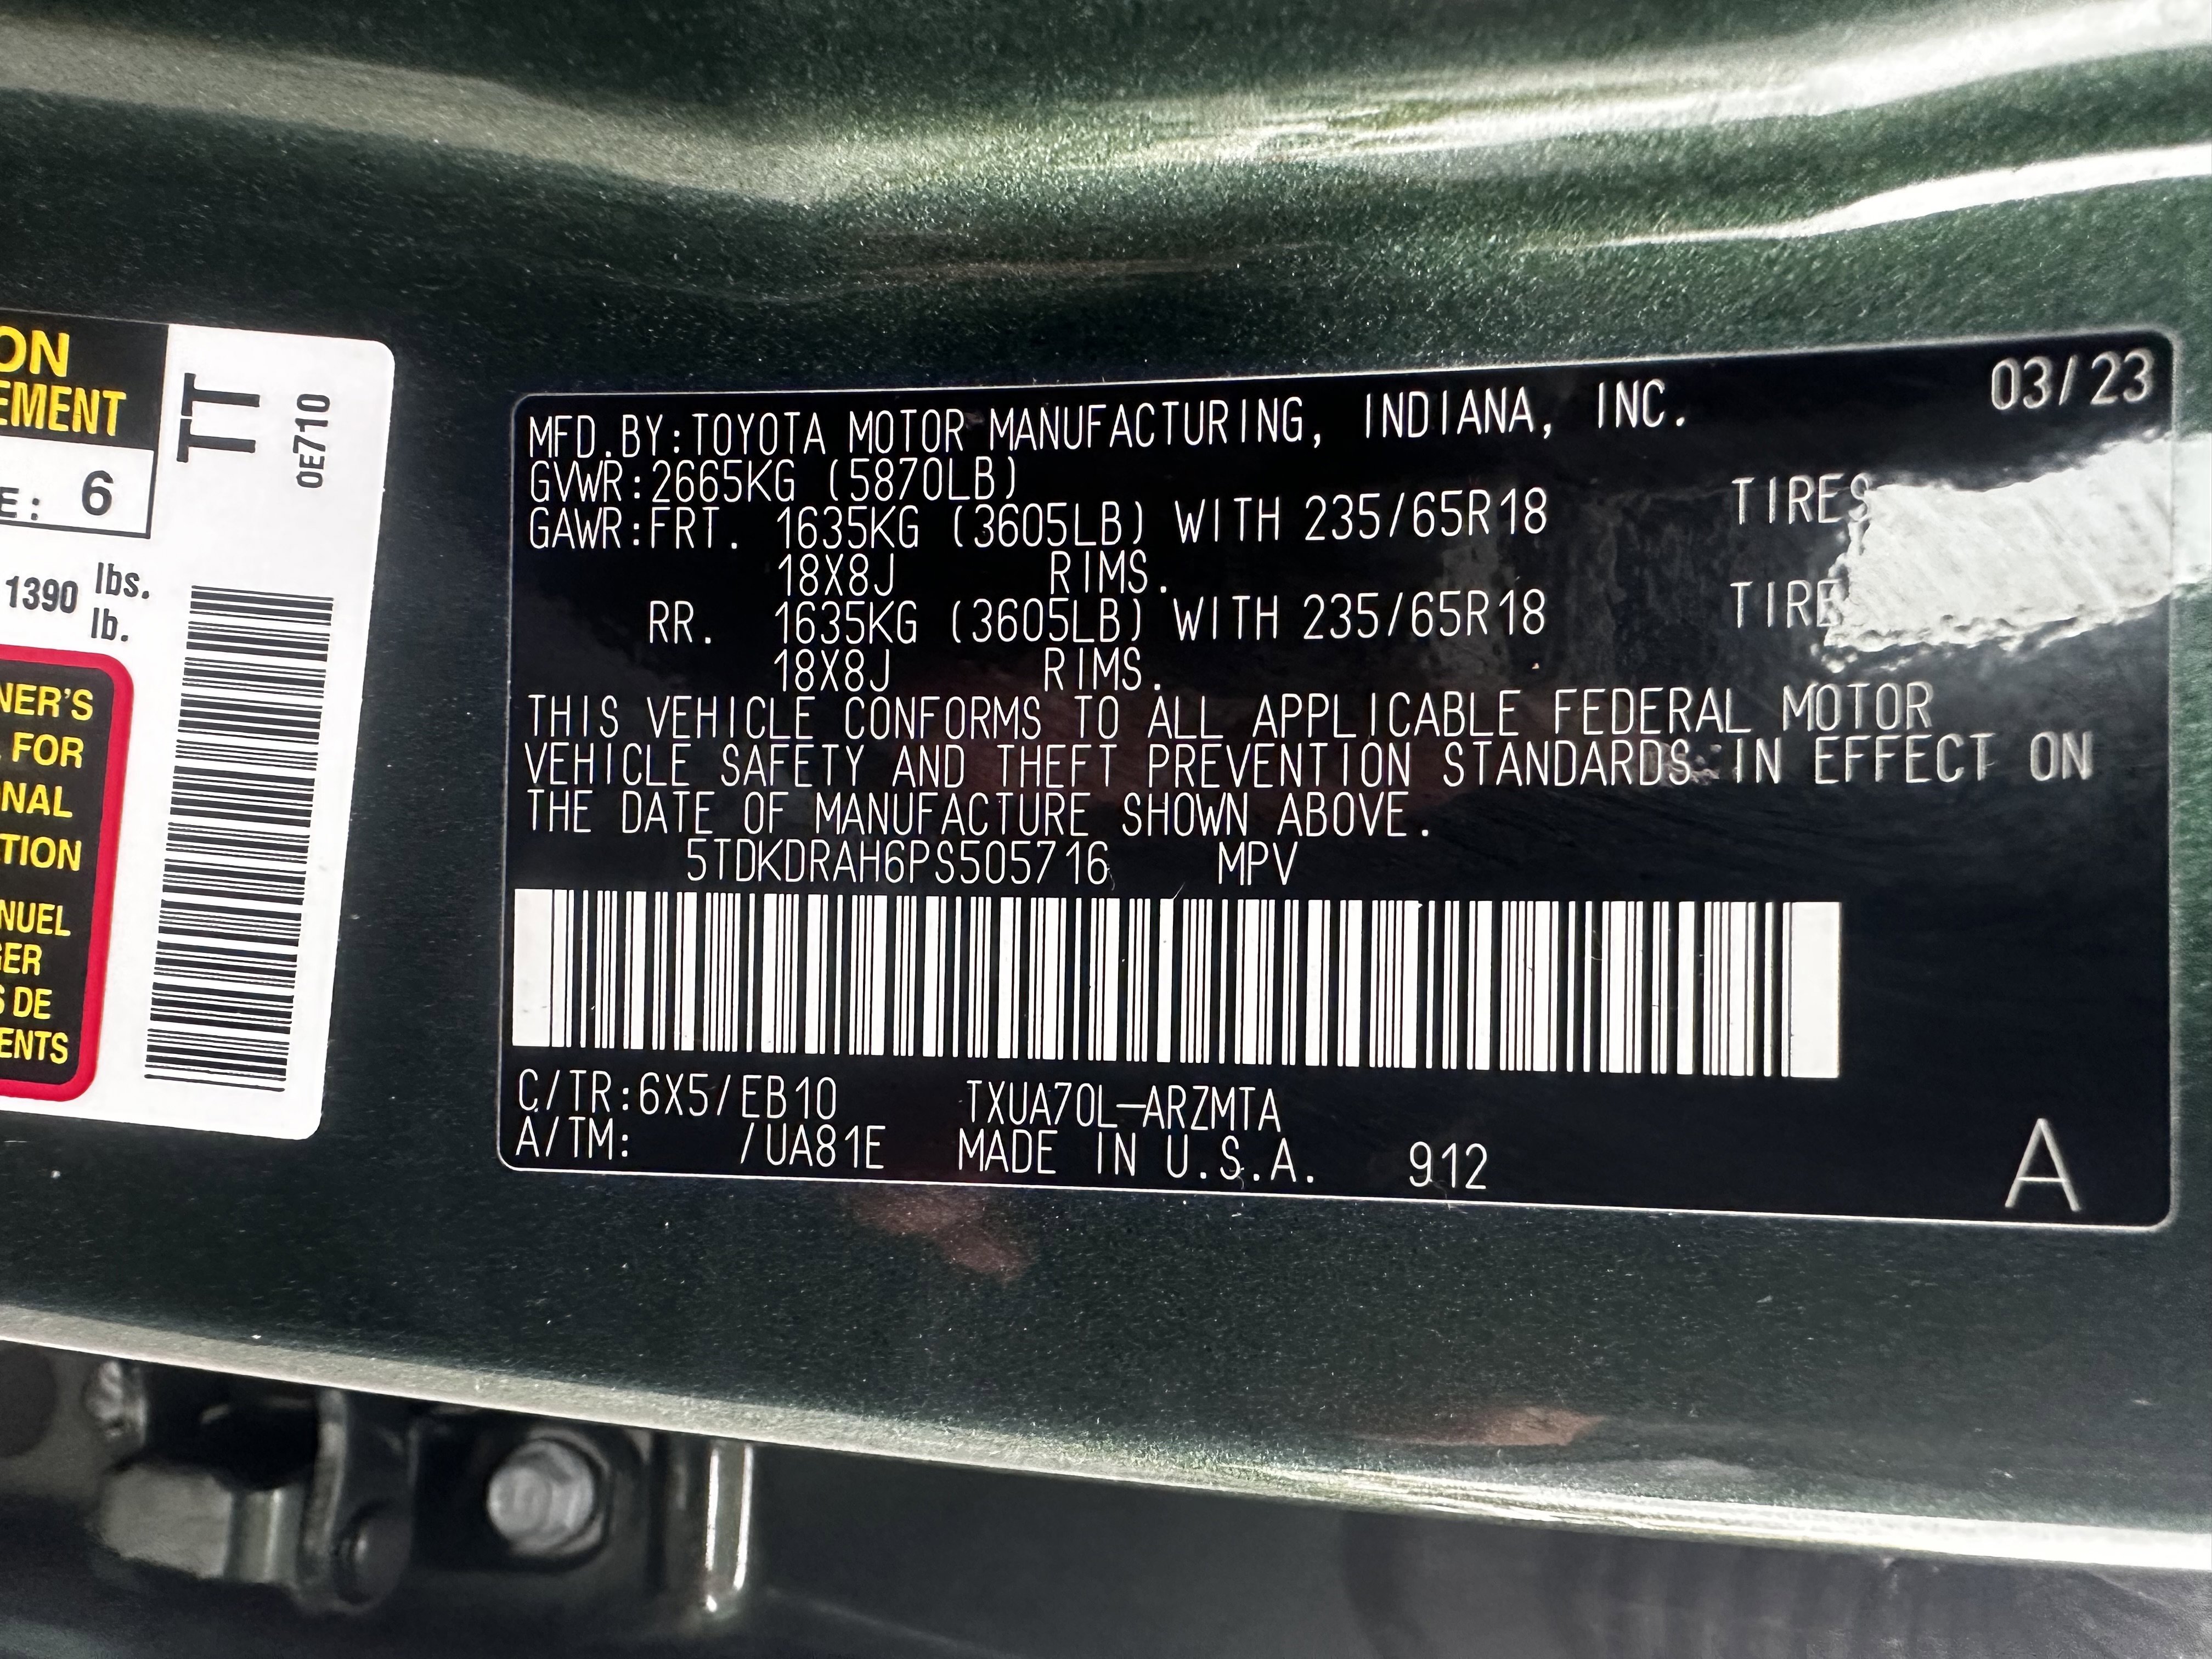 ON
EMENT
E: 6
1390 lbs.
lb.
NER'S
FOR
NAL
TION
NUEL
GER
S DE
ENTS
TT
0E710
03/23
MFD.BY:TOYOTA MOTOR MANUFACTURING, INDIANA, INC.
GVWR:2665KG (5870LB)
GAWR:FRT. 1635KG (3605LB) WITH 235/65R18 TIRES
18X8J RIMS.
RR. 1635KG (3605LB) WITH 235/65R18 TIRE
18X8J RIMS.
THIS VEHICLE CONFORMS TO ALL APPLICABLE FEDERAL MOTOR
VEHICLE SAFETY AND THEFT PREVENTION STANDARDS IN EFFECT ON
THE DATE OF MANUFACTURE SHOWN ABOVE.
5TDKDRAH6PS505716 MPV
C/TR:6X5/EB10 TXUA70L-ARZMTA
A/TM: /UA81E MADE IN U.S.A. 912
A